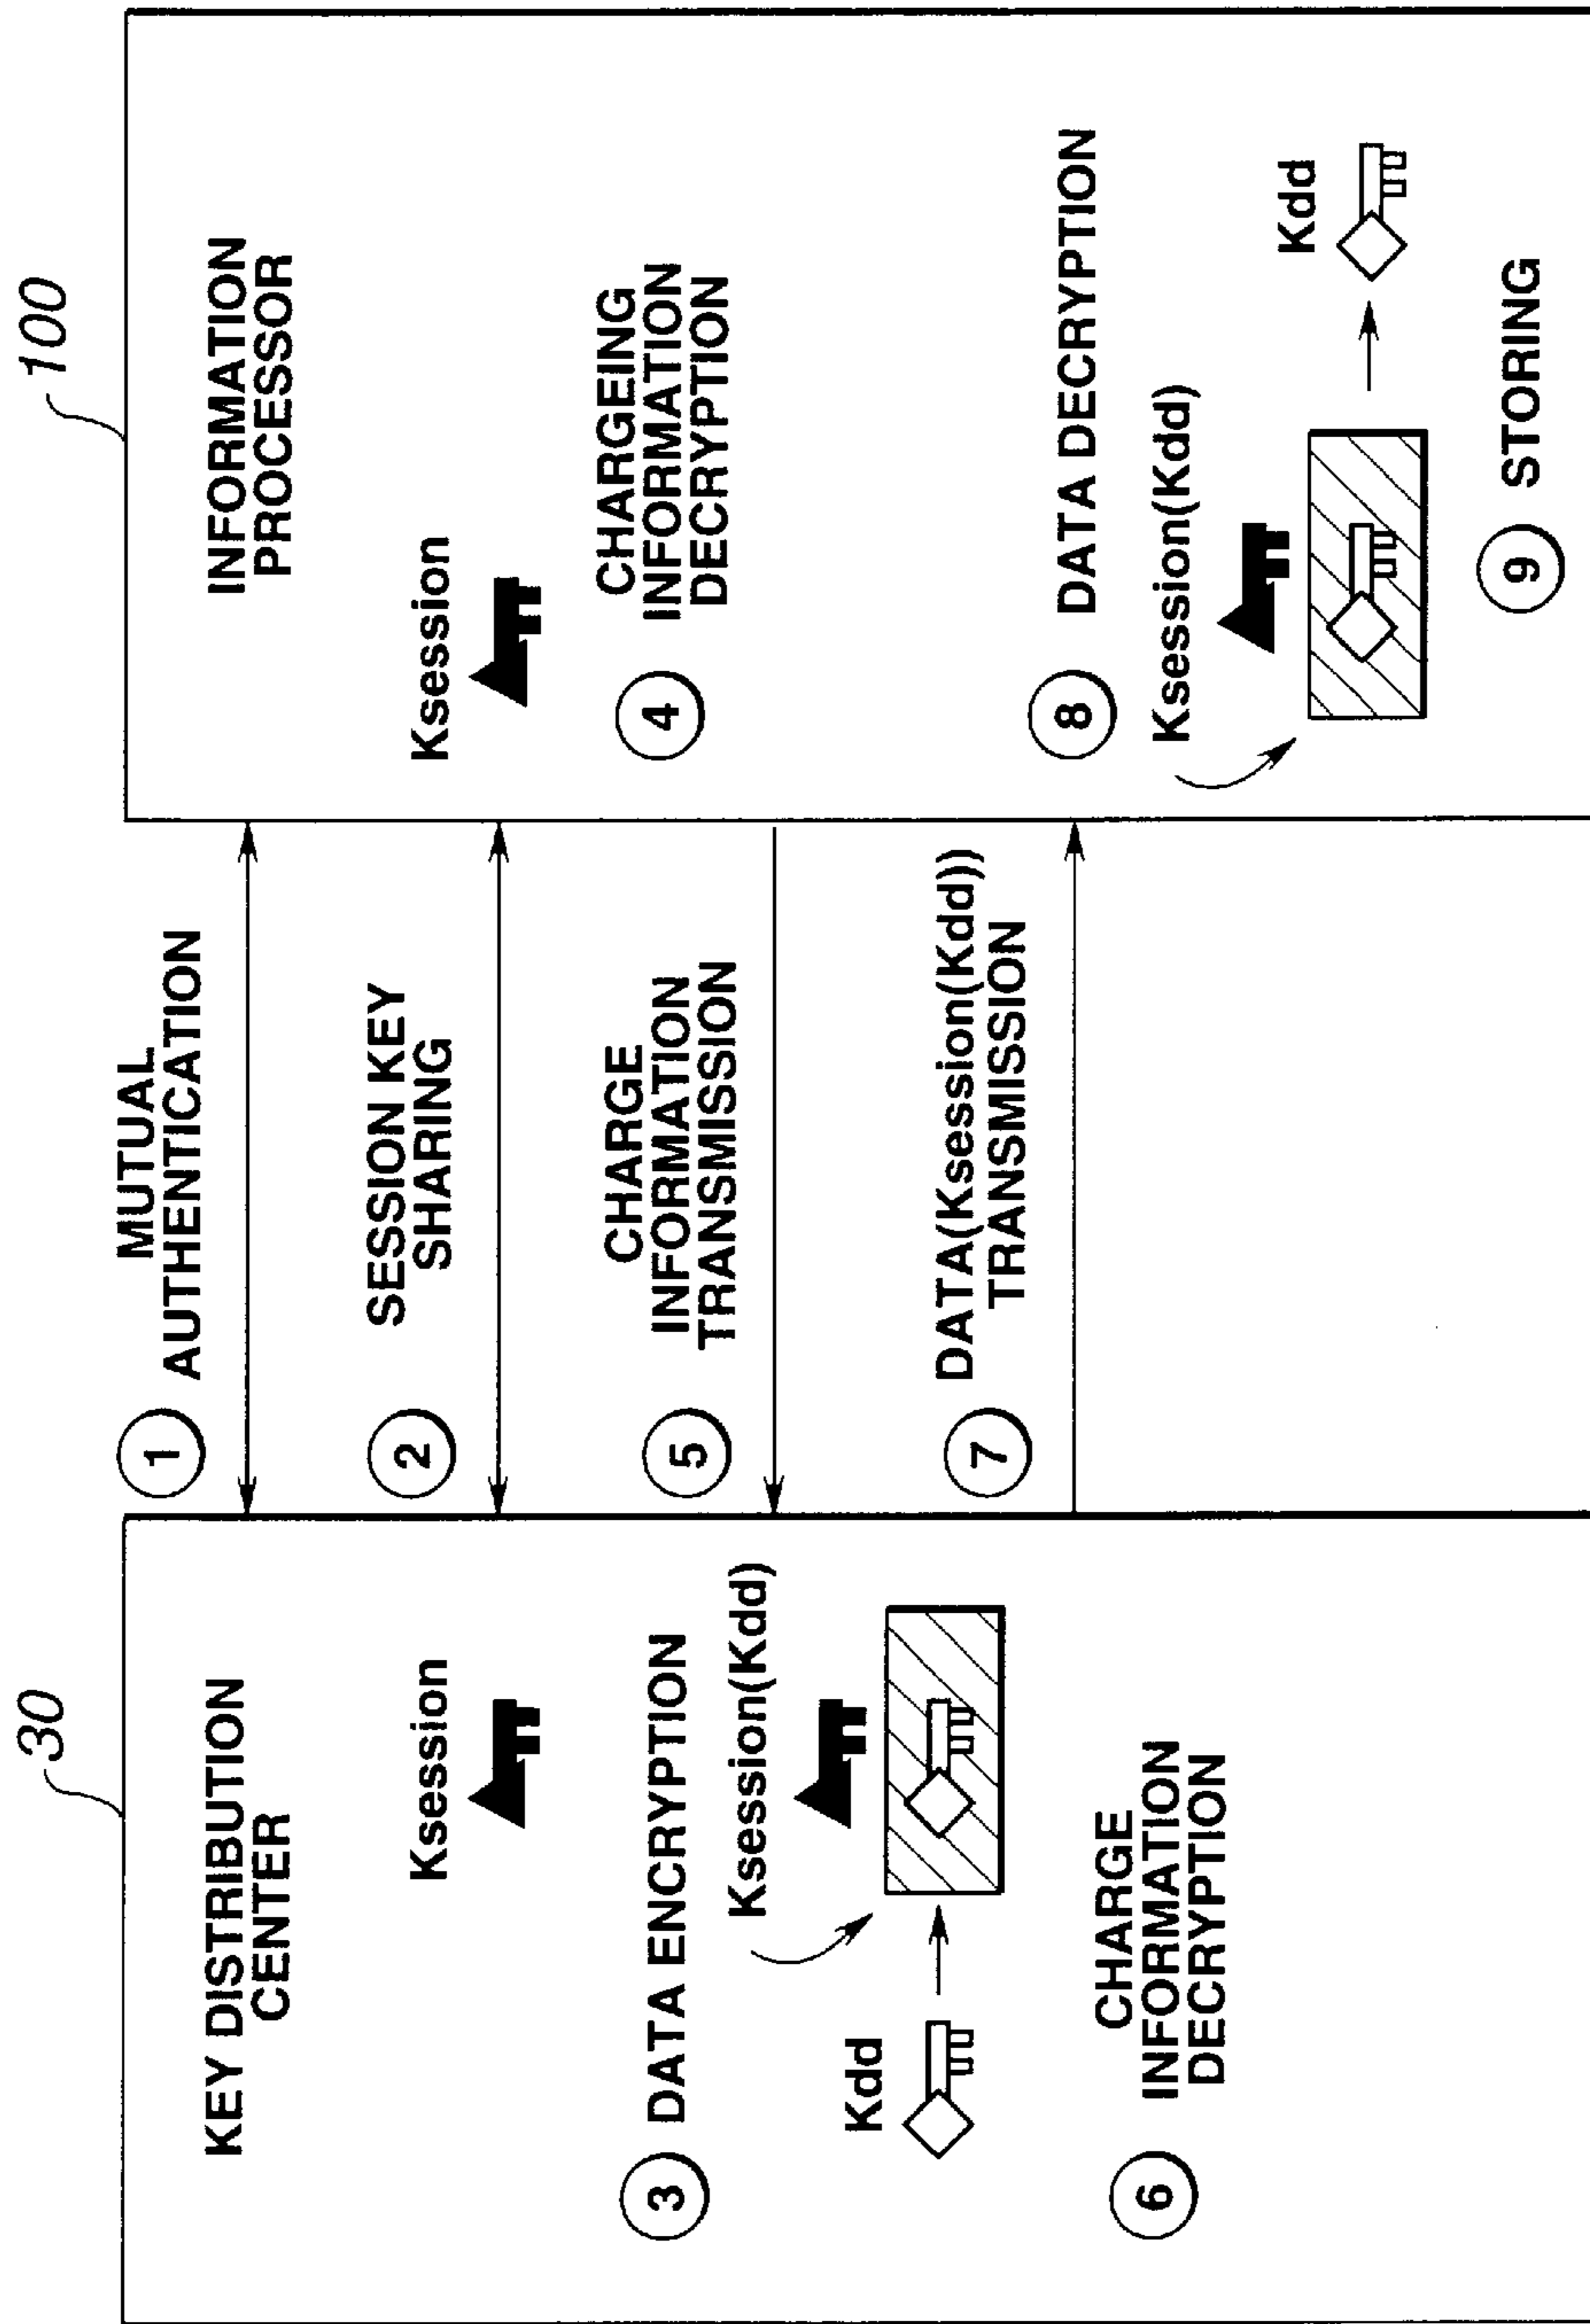 30
KEY DISTRIBUTION
CENTER
Ksession
3 DATA ENCRYPTION
Ksession(Kdd)
Kdd
6 CHARGE
INFORMATION
DECRYPTION
1 MUTUAL
AUTHENTICATION
2 SESSION KEY
SHARING
5 CHARGE
INFORMATION
TRANSMISSION
7 DATA(Ksession(Kdd))
TRANSMISSION
100
INFORMATION
PROCESSOR
Ksession
4 CHARGEING
INFORMATION
DECRYPTION
8 DATA DECRYPTION
Ksession(Kdd)
Kdd
9 STORING